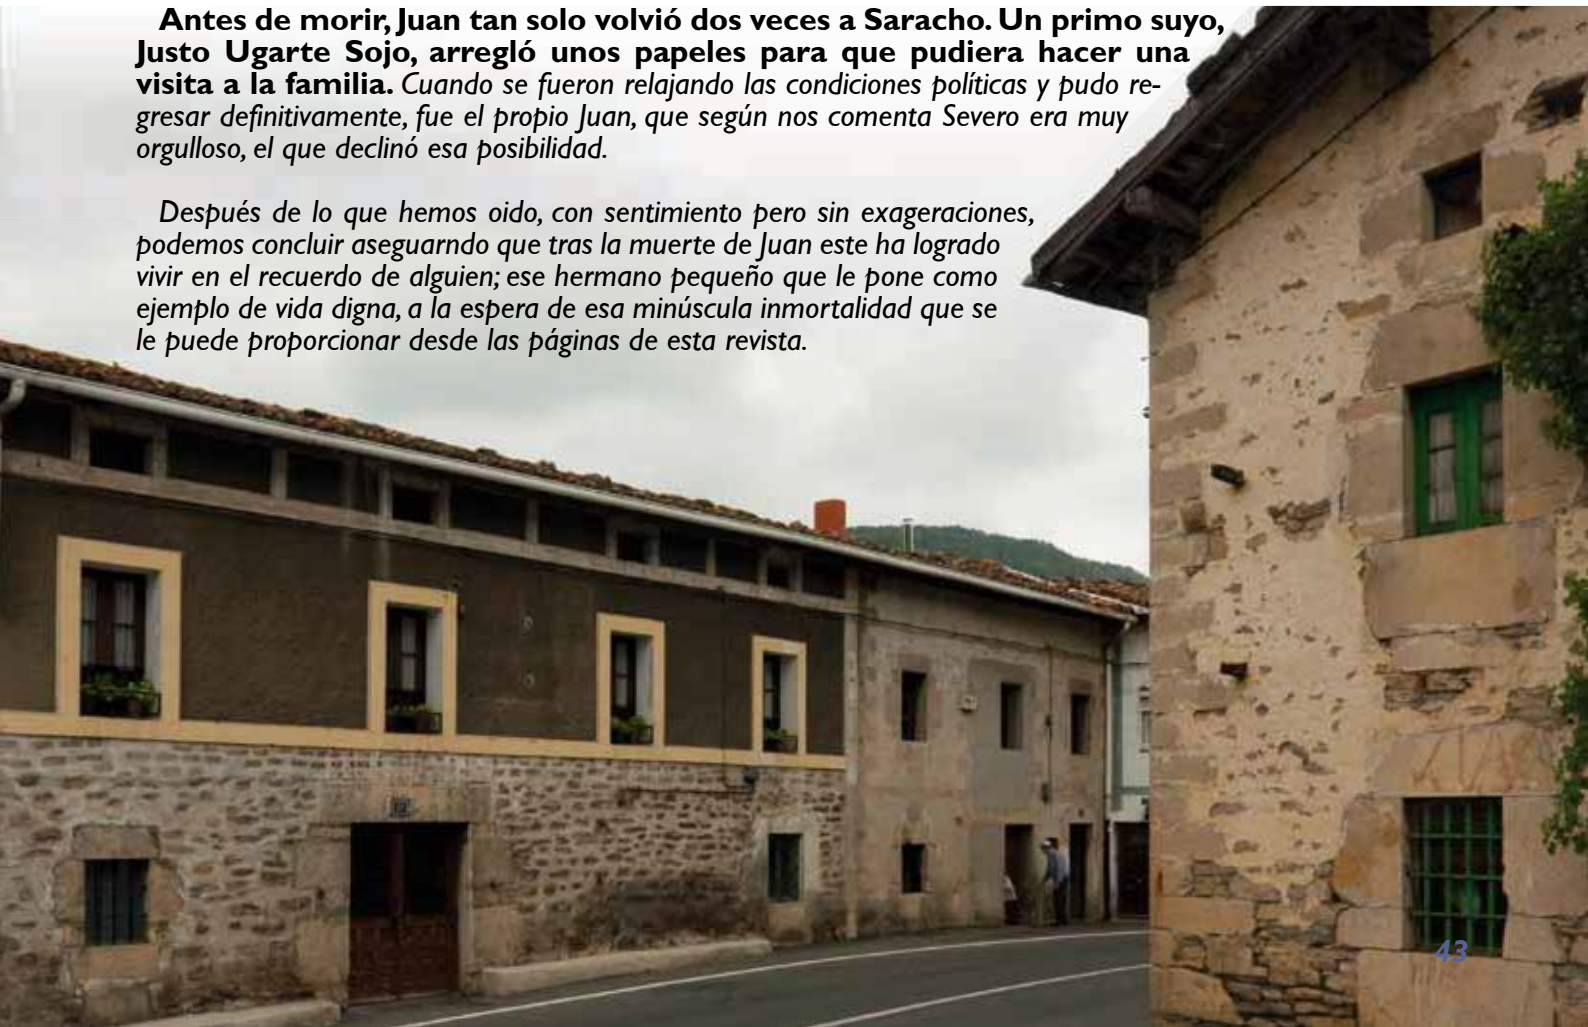 Antes de morir, Juan tan solo volvió dos veces a Saracho. Un primo suyo,
Justo Ugarte Sojo, arregló unos papeles para que pudiera hacer una
visita a la familia. Cuando se fueron relajando las condiciones políticas y pudo re-
gresar definitivamente, fue el propio Juan, que según nos comenta Severo era muy
orgulloso, el que declinó esa posibilidad.
Después de lo que hemos oido, con sentimiento pero sin exageraciones,
podemos concluir aseguarndo que tras la muerte de Juan este ha logrado
vivir en el recuerdo de alguien; ese hermano pequeño que le pone como
ejemplo de vida digna, a la espera de esa minúscula inmortalidad que se
le puede proporcionar desde las páginas de esta revista.
43